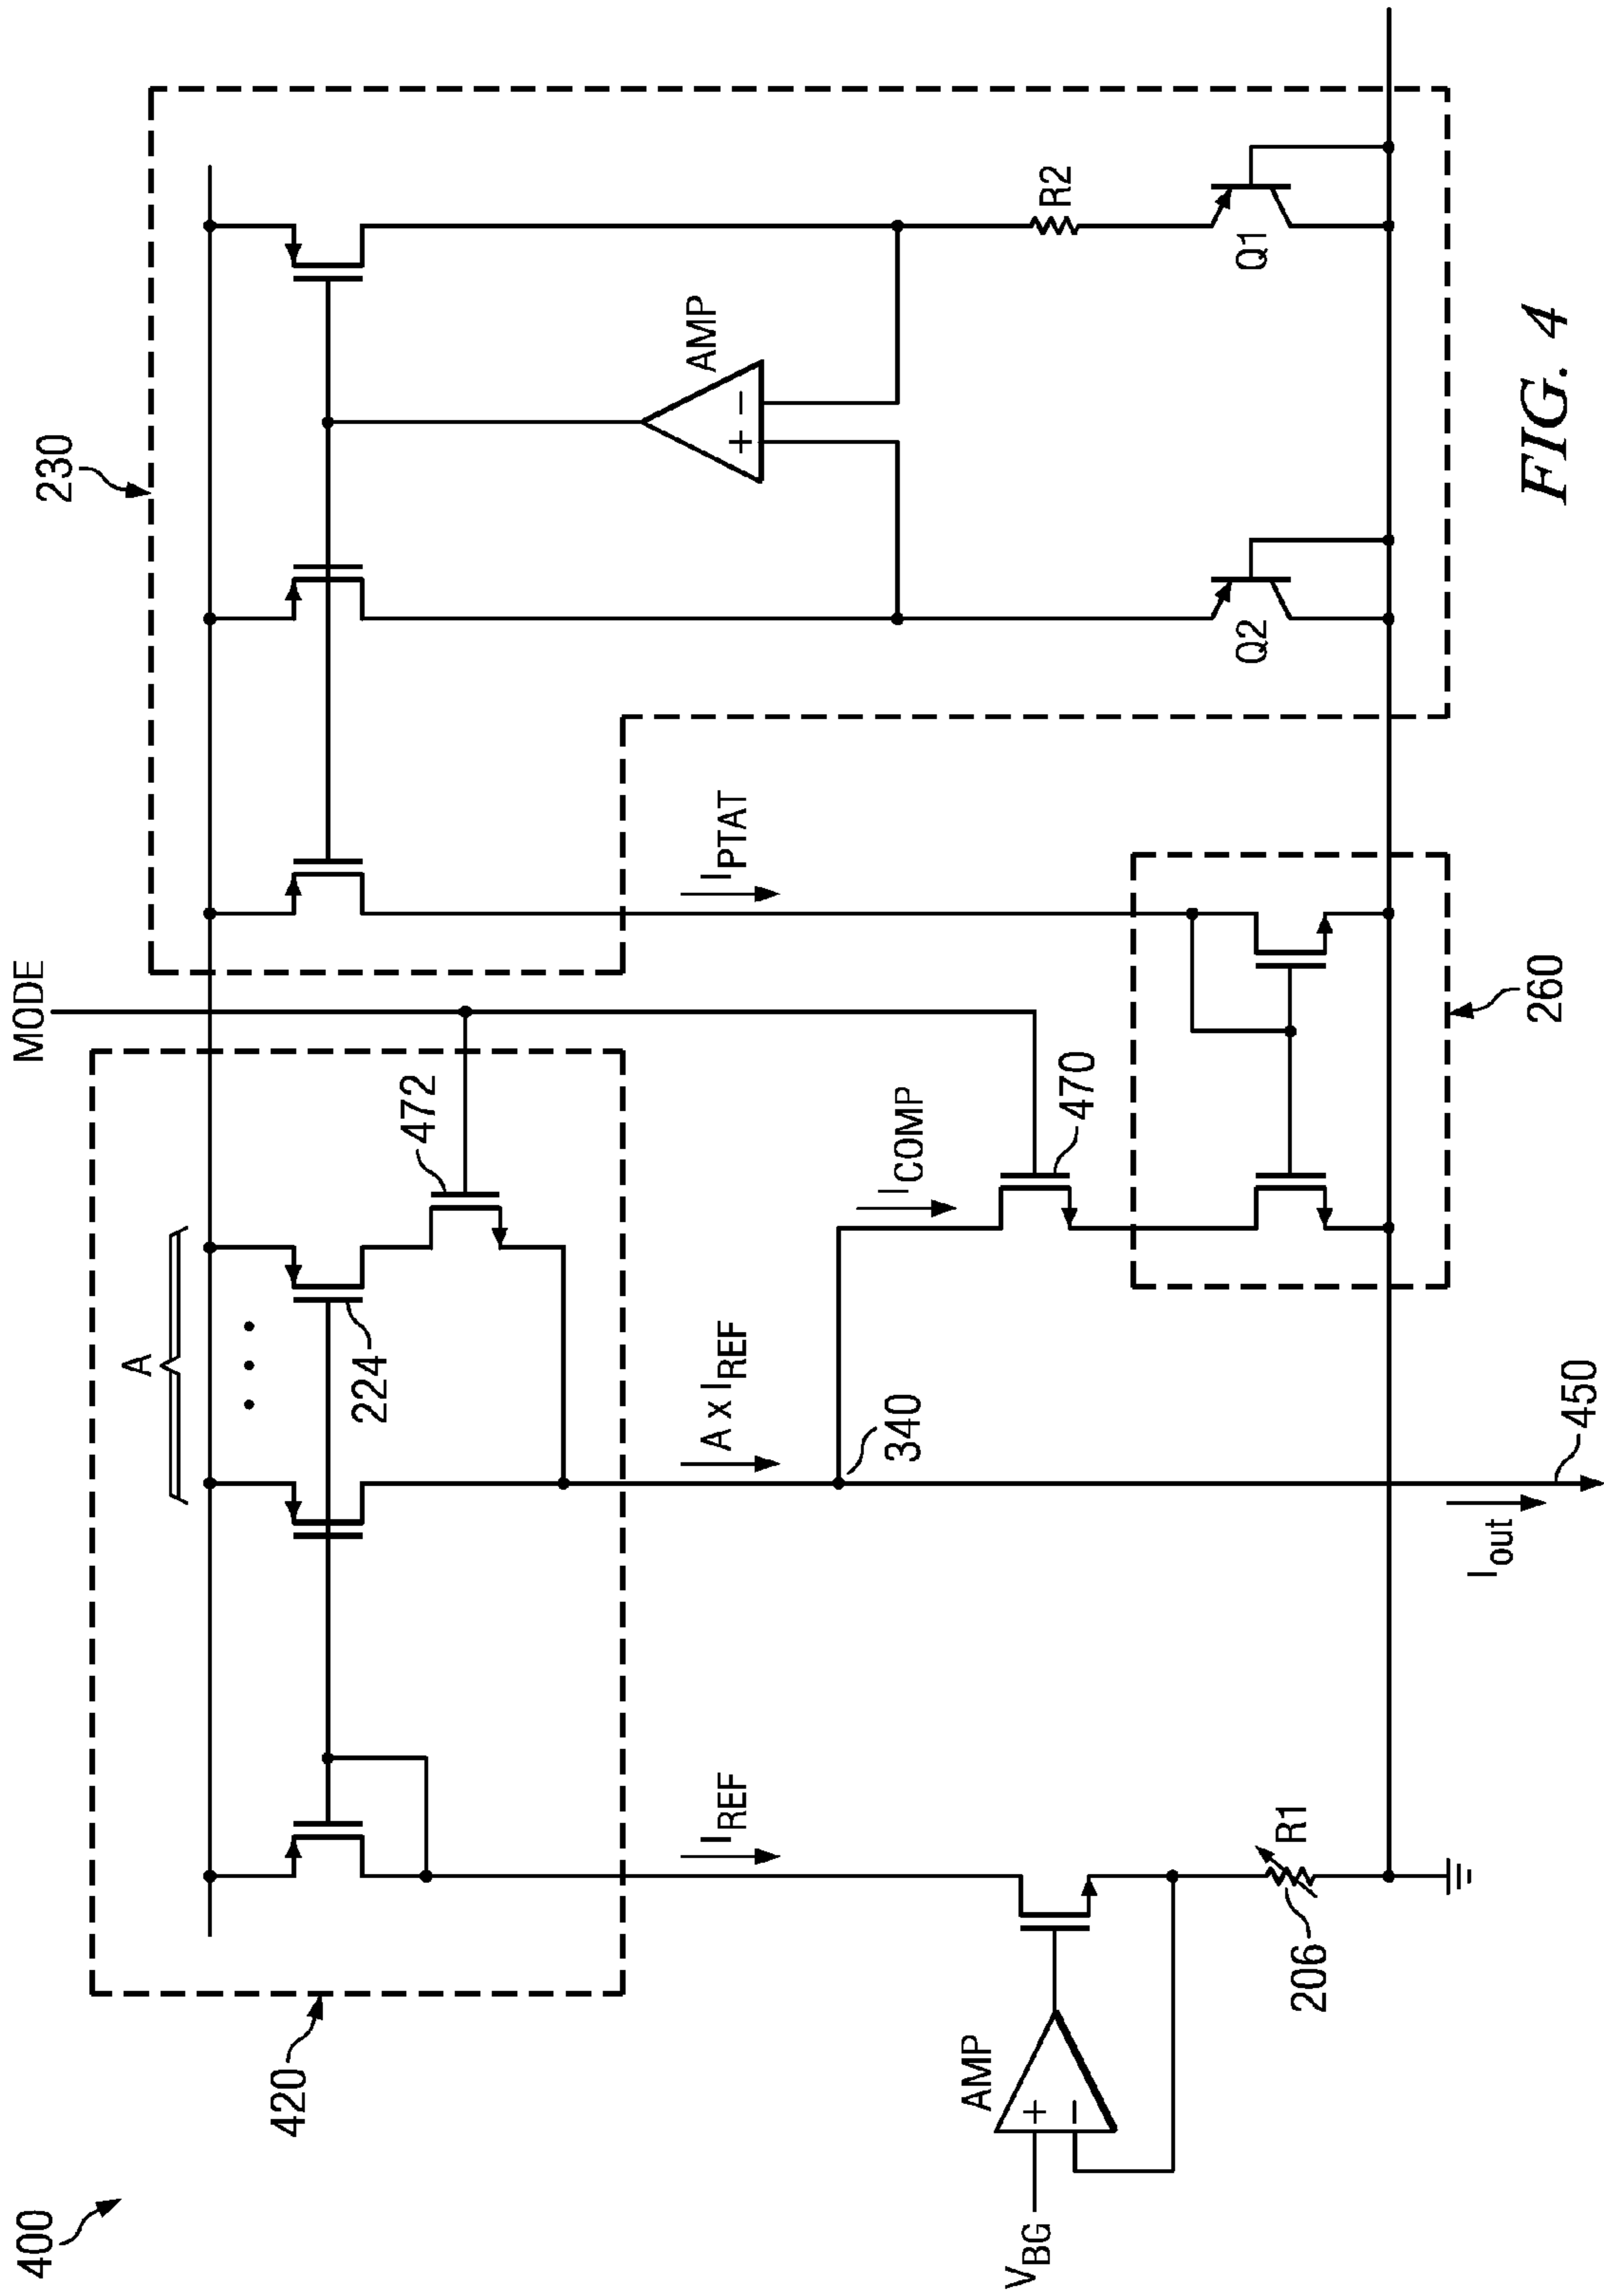 400
420
A
224
472
MODE
230
AMP
+ −
R2
Q1
Q2
I_PTAT
I_REF
A x I_REF
340
I_COMP
470
260
V_BG
AMP
+
−
206
R1
I_out
450
FIG. 4